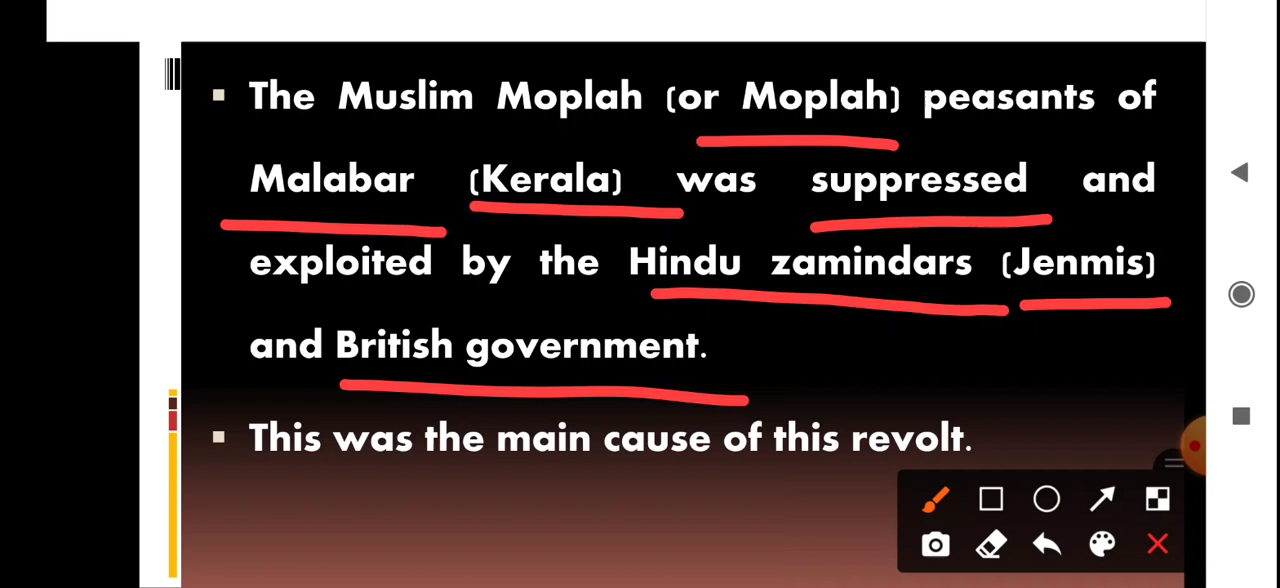 The Muslim Moplah (or Moplah) peasants of
Malabar (Kerala) was suppressed and
exploited by the Hindu zamindars (Jenmis)
and British government.
This was the main cause of this revolt.